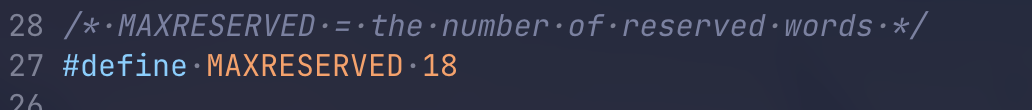 28 /*·MAXRESERVED·=·the·number·of·reserved·words·*/
27 #define·MAXRESERVED·18
26